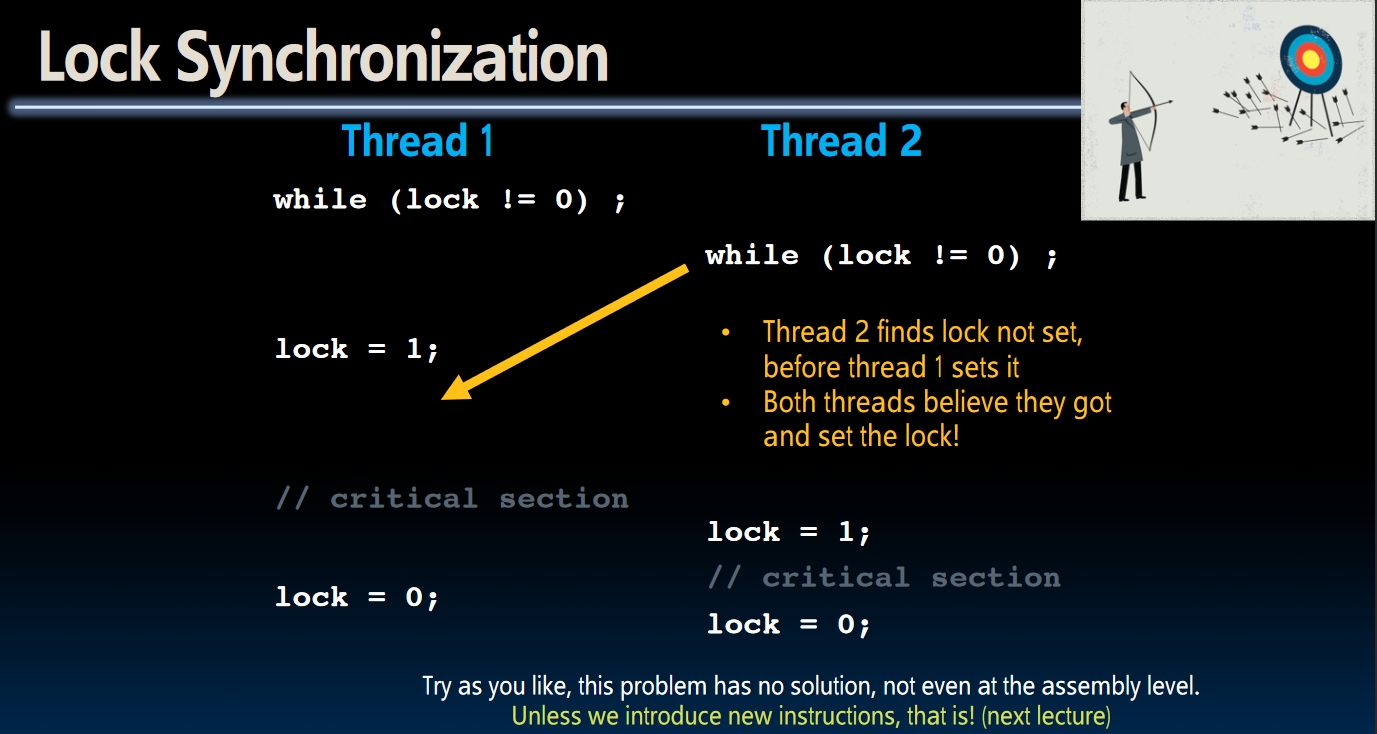 Lock Synchronization
Thread 1
while (lock != 0) ;
lock = 1;
// critical section
lock = 0;
Thread 2
while (lock != 0) ;
• Thread 2 finds lock not set,
before thread 1 sets it
• Both threads believe they got
and set the lock!
lock = 1;
// critical section
lock = 0;
Try as you like, this problem has no solution, not even at the assembly level.
Unless we introduce new instructions, that is! (next lecture)